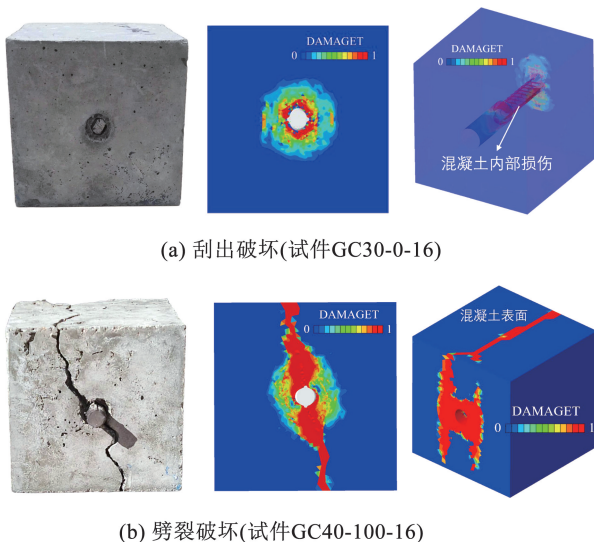 DAMAGET
0 1
DAMAGET
0 1
混凝土内部损伤
(a) 刮出破坏(试件GC30-0-16)
DAMAGET
0 1
混凝土表面
DAMAGET
0 1
(b) 劈裂破坏(试件GC40-100-16)